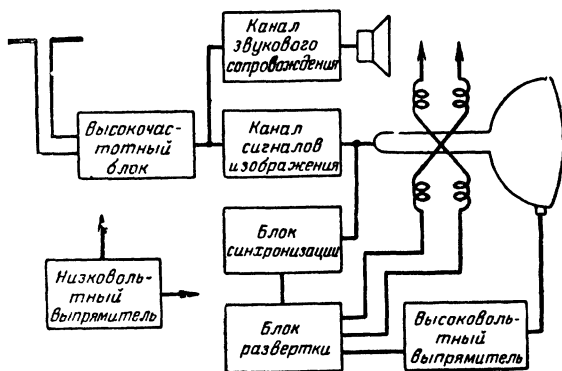 Канал
звукового
сопровождения
Высокочас-
тотный
блок
Канал
сигналов
изображения
Блок
синхронизации
Низковоль-
тный
выпрямитель
Блок
развертки
Высоковоль-
тный
выпрямитель